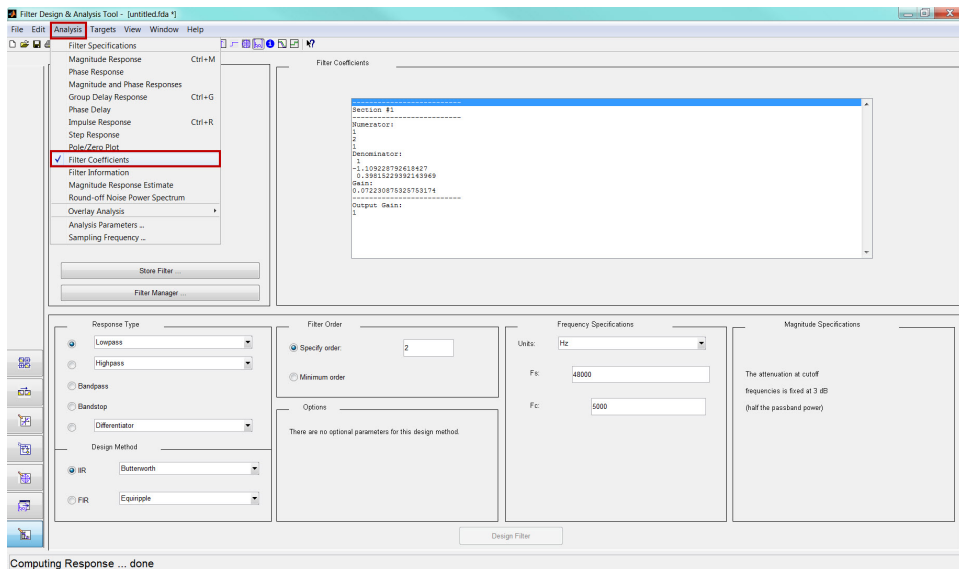 Filter Design & Analysis Tool - [untitled.fda *]
File Edit Analysis Targets View Window Help
Filter Specifications
Magnitude Response Ctrl+M
Phase Response
Magnitude and Phase Responses
Group Delay Response Ctrl+G
Phase Delay
Impulse Response Ctrl+R
Step Response
Pole/Zero Plot
Filter Coefficients
Filter Information
Magnitude Response Estimate
Round-off Noise Power Spectrum
Overlay Analysis
Analysis Parameters ...
Sampling Frequency ...
Store Filter ...
Filter Manager ...
Filter Coefficients
--------------------------
Section #1
--------------------------
Numerator:
1
2
1
Denominator:
1
-1.109228792618427
0.39815229392143969
Gain:
0.072230875325753174
--------------------------
Output Gain:
1
Response Type
Lowpass
Highpass
Bandpass
Bandstop
Differentiator
Design Method
IIR Butterworth
FIR Equiripple
Filter Order
Specify order: 2
Minimum order
Options
There are no optional parameters for this design method.
Frequency Specifications
Units: Hz
Fs: 48000
Fc: 5000
Magnitude Specifications
The attenuation at cutoff
frequencies is fixed at 3 dB
(half the passband power)
Design Filter
Computing Response ... done